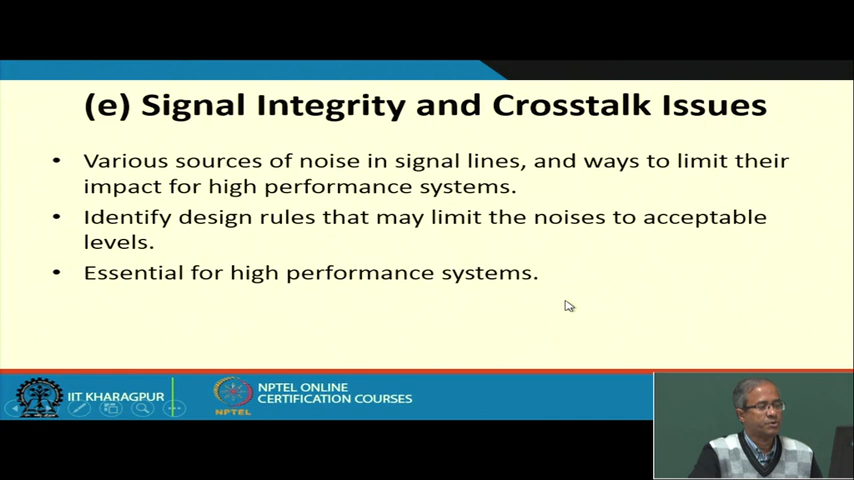 (e) Signal Integrity and Crosstalk Issues
• Various sources of noise in signal lines, and ways to limit their
impact for high performance systems.
• Identify design rules that may limit the noises to acceptable
levels.
• Essential for high performance systems.
IIT KHARAGPUR
NPTEL
NPTEL ONLINE
CERTIFICATION COURSES